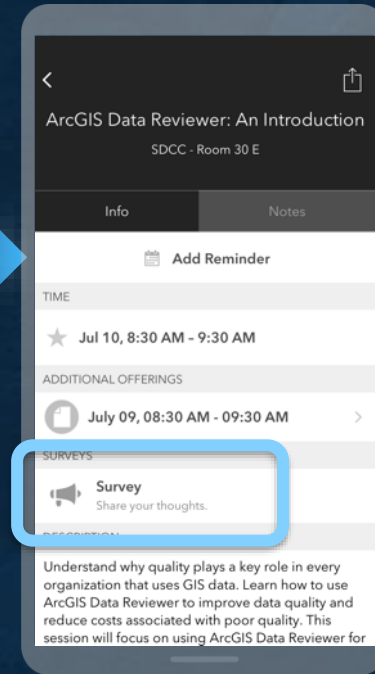 ArcGIS Data Reviewer: An Introduction
SDCC - Room 30 E
Info
Notes
Add Reminder
TIME
Jul 10, 8:30 AM – 9:30 AM
ADDITIONAL OFFERINGS
July 09, 08:30 AM - 09:30 AM
SURVEYS
Survey
Share your thoughts.
DESCRIPTION
Understand why quality plays a key role in every
organization that uses GIS data. Learn how to use
ArcGIS Data Reviewer to improve data quality and
reduce costs associated with poor quality. This
session will focus on using ArcGIS Data Reviewer for